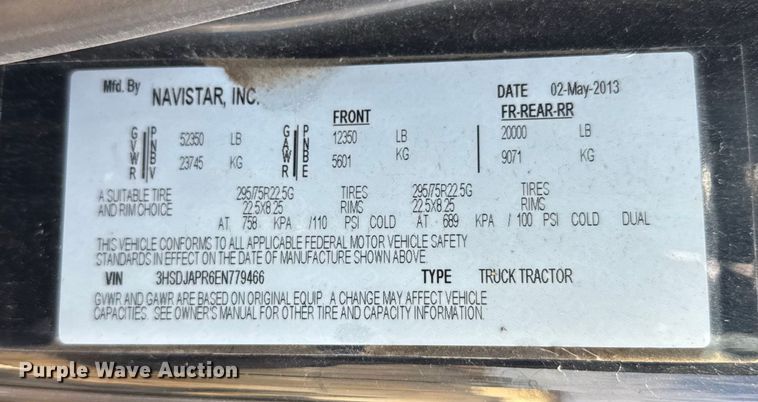 Mfd. By NAVISTAR, INC. DATE 02-May-2013
FRONT FR-REAR-RR
GVWR PNBV 52350 LB GAWR PNBE 12350 LB 20000 LB
23745 KG 5601 KG 9071 KG
A SUITABLE TIRE 295/75R22.5G TIRES 295/75R22.5G TIRES
AND RIM CHOICE 22.5X8.25 RIMS 22.5X8.25 RIMS
AT 758 KPA /110 PSI COLD AT 689 KPA / 100 PSI COLD DUAL
THIS VEHICLE CONFORMS TO ALL APPLICABLE FEDERAL MOTOR VEHICLE SAFETY
STANDARDS IN EFFECT ON THE DATE OF MANUFACTURE SHOWN ABOVE
VIN 3HSDJAPR6EN779466 TYPE TRUCK TRACTOR
GVWR AND GAWR ARE BASED ON ORIGINAL EQUIP. A CHANGE MAY AFFECT VEHICLE
CAPACITIES. SEE OWNER'S MANUAL FOR OTHER TIRE AND CAPACITY INFORMATION.
Purple Wave Auction